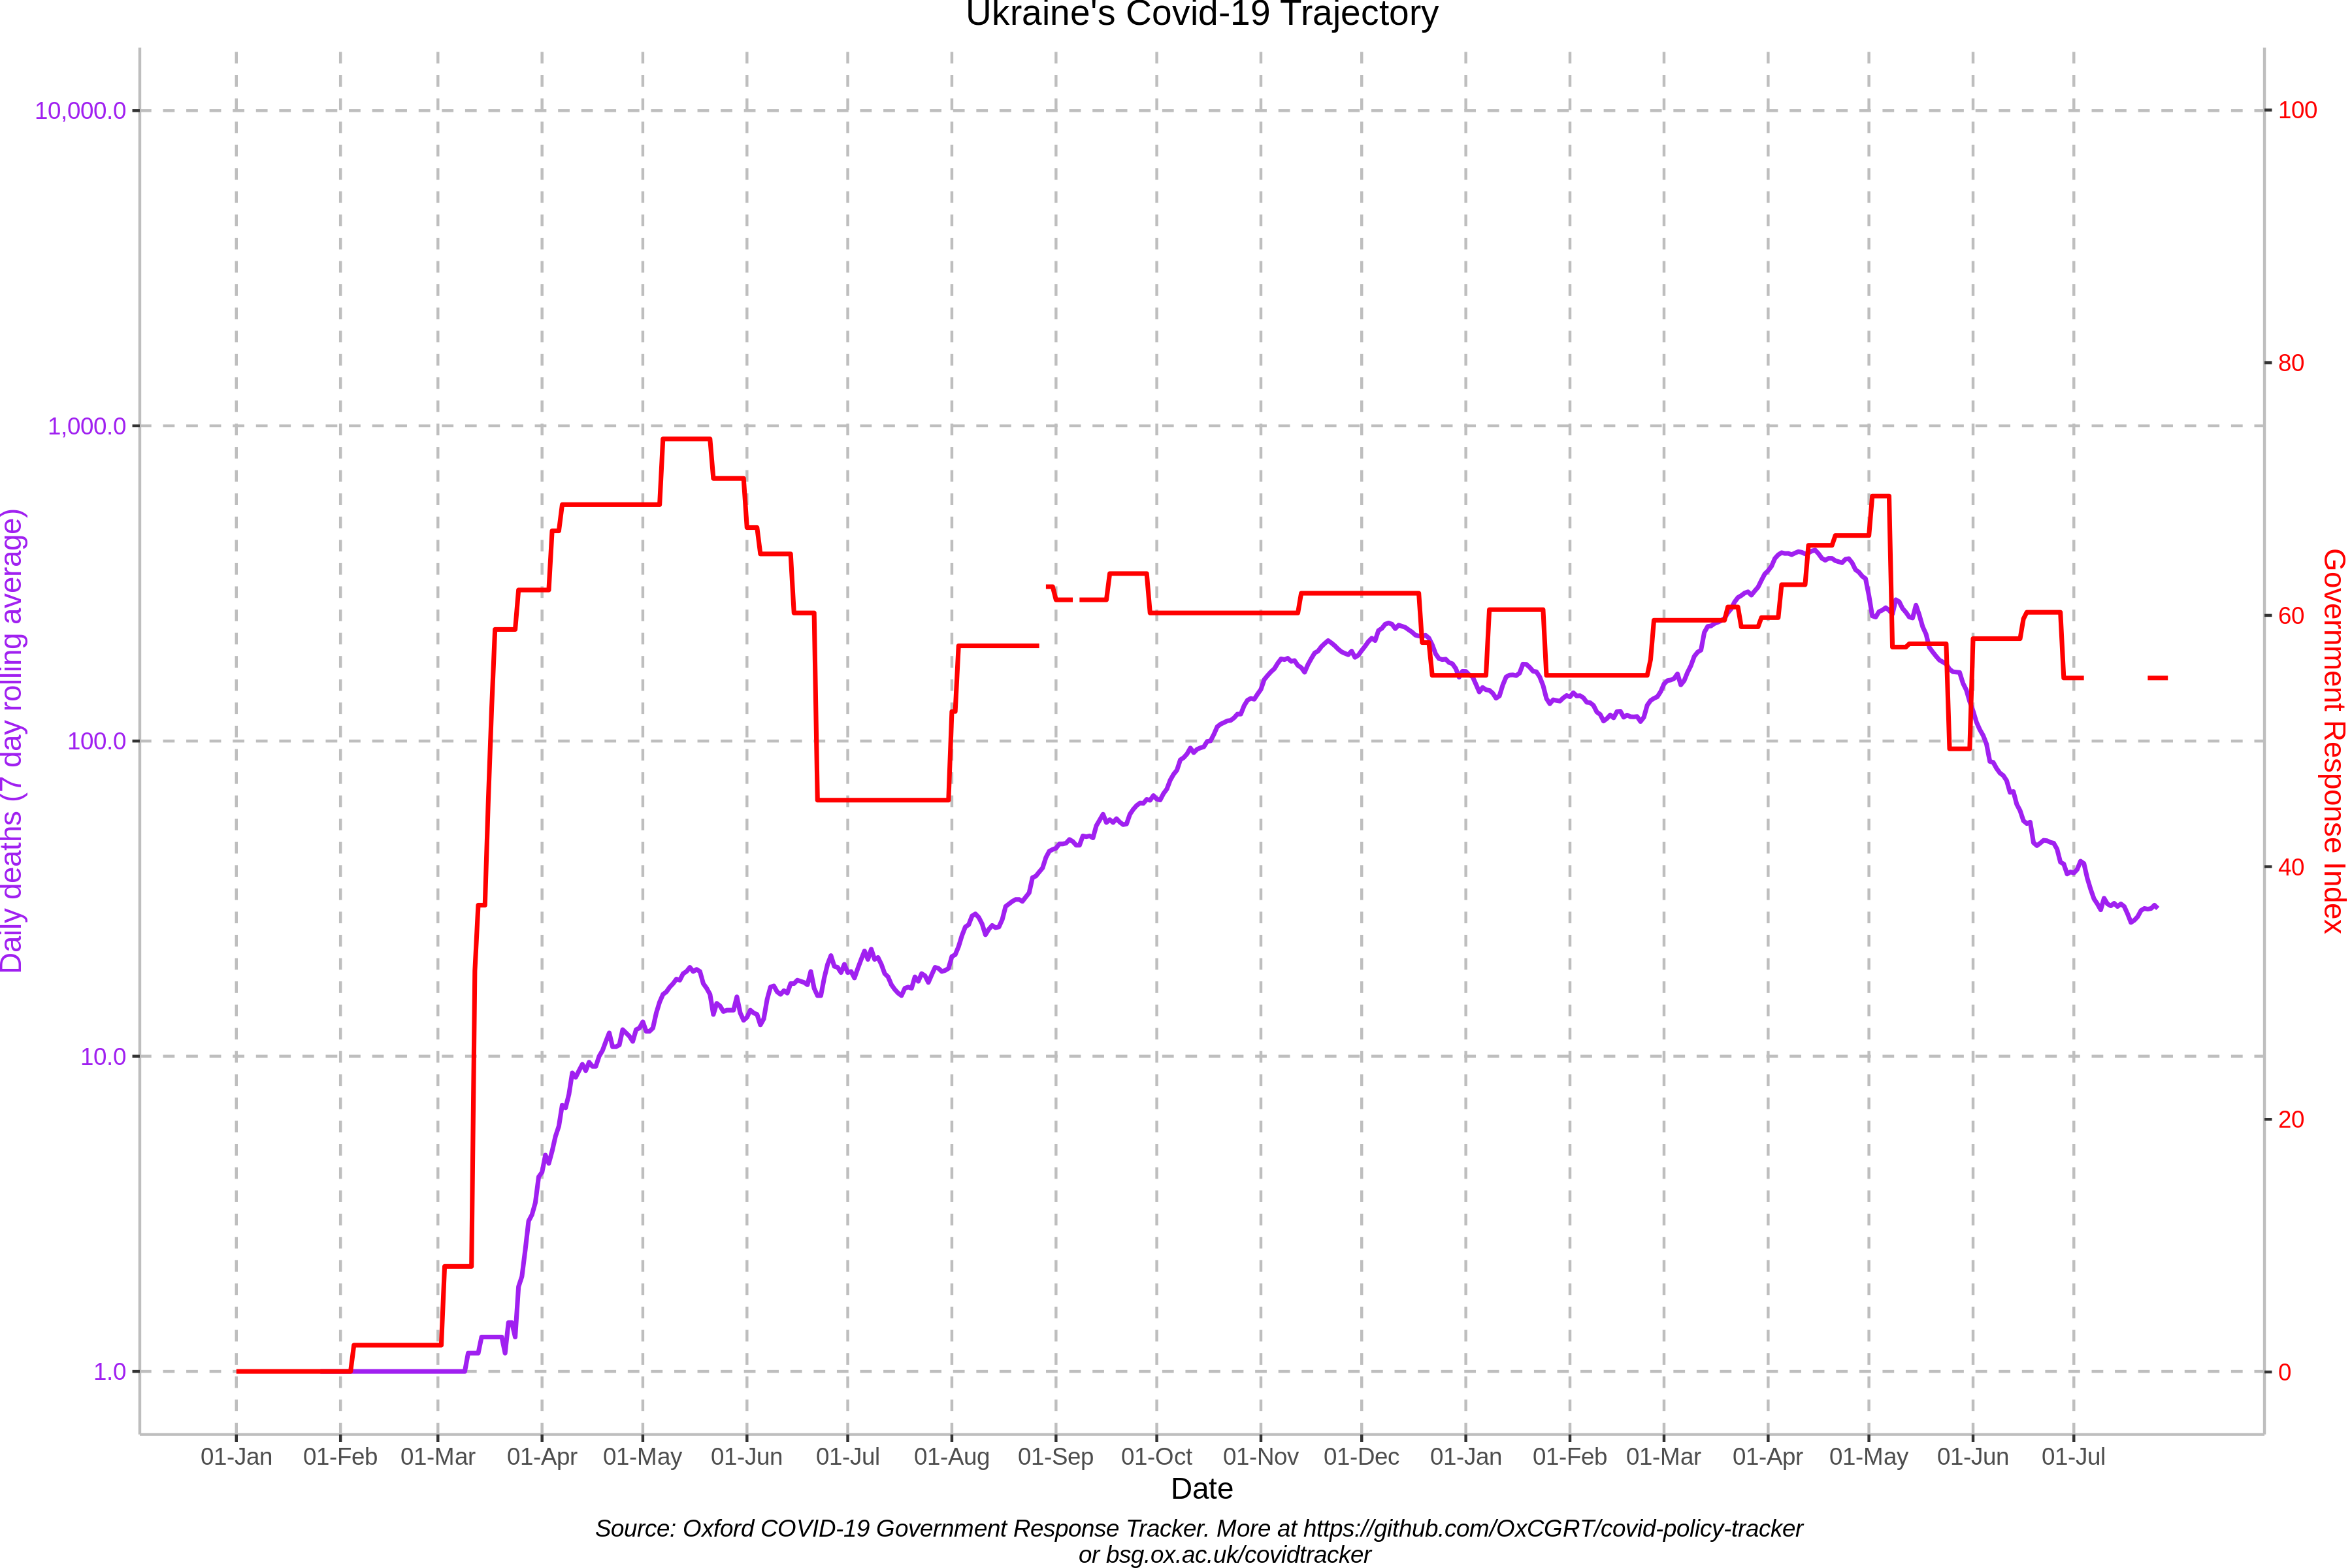 Ukraine's Covid-19 Trajectory
10,000.0
1,000.0
100.0
10.0
1.0
Daily deaths (7 day rolling average)
100
80
60
40
20
0
Government Response Index
01-Jan 01-Feb 01-Mar 01-Apr 01-May 01-Jun 01-Jul 01-Aug 01-Sep 01-Oct 01-Nov 01-Dec 01-Jan 01-Feb 01-Mar 01-Apr 01-May 01-Jun 01-Jul
Date
Source: Oxford COVID-19 Government Response Tracker. More at https://github.com/OxCGRT/covid-policy-tracker
or bsg.ox.ac.uk/covidtracker